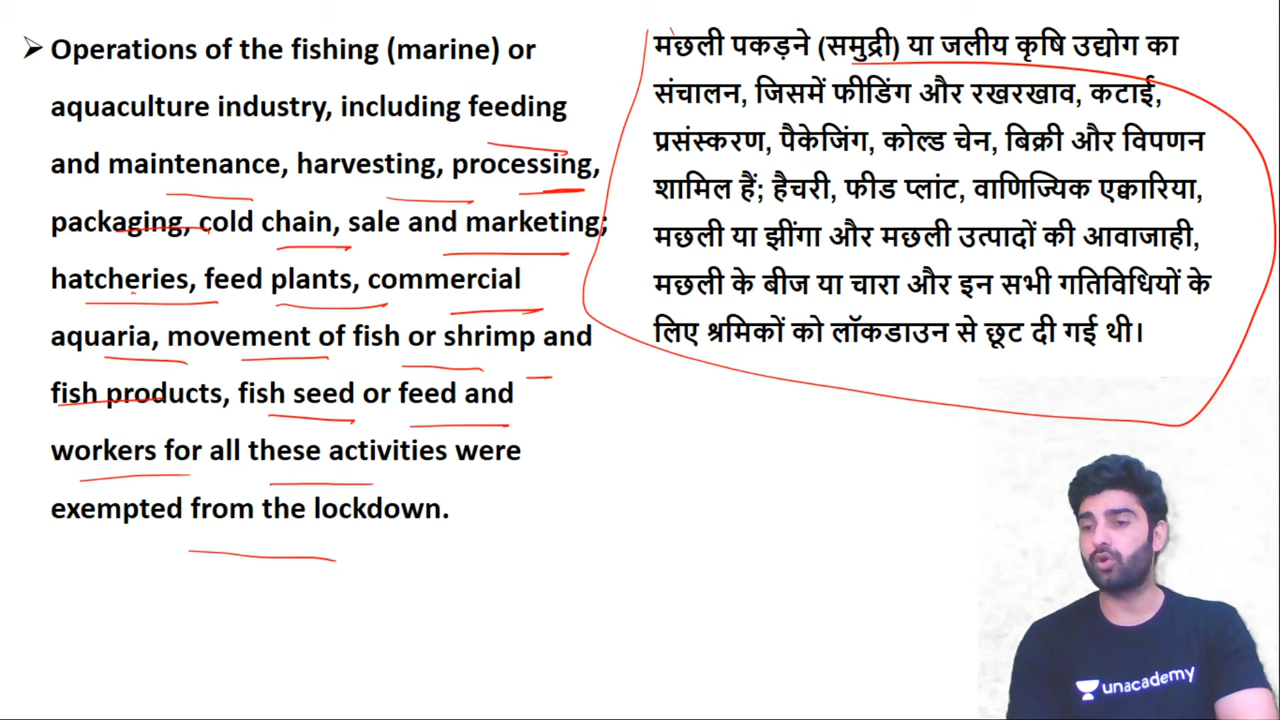 ➢ Operations of the fishing (marine) or
aquaculture industry, including feeding
and maintenance, harvesting, processing,
packaging, cold chain, sale and marketing;
hatcheries, feed plants, commercial
aquaria, movement of fish or shrimp and
fish products, fish seed or feed and
workers for all these activities were
exempted from the lockdown.
मछली पकड़ने (समुद्री) या जलीय कृषि उद्योग का
संचालन, जिसमें फीडिंग और रखरखाव, कटाई,
प्रसंस्करण, पैकेजिंग, कोल्ड चेन, बिक्री और विपणन
शामिल हैं; हैचरी, फीड प्लांट, वाणिज्यिक एक्वारिया,
मछली या झींगा और मछली उत्पादों की आवाजाही,
मछली के बीज या चारा और इन सभी गतिविधियों के
लिए श्रमिकों को लॉकडाउन से छूट दी गई थी।
unacademy